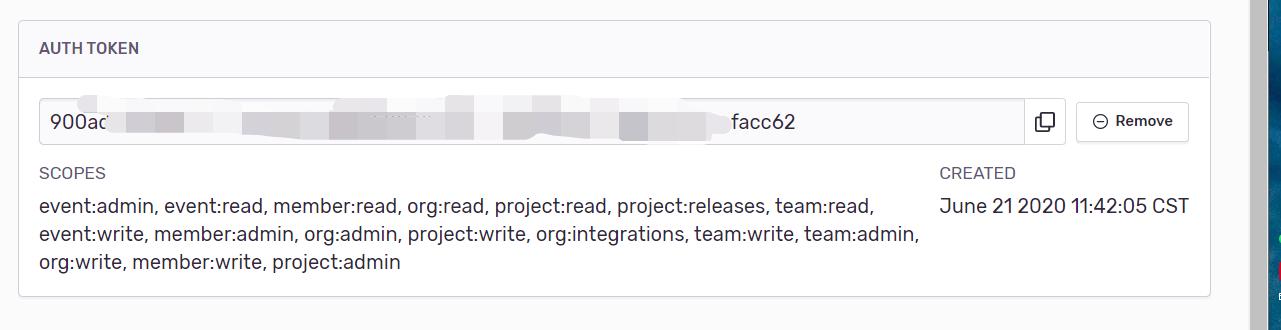 AUTH TOKEN
900ac facc62
Remove
SCOPES
CREATED
event:admin, event:read, member:read, org:read, project:read, project:releases, team:read,
June 21 2020 11:42:05 CST
event:write, member:admin, org:admin, project:write, org:integrations, team:write, team:admin,
org:write, member:write, project:admin